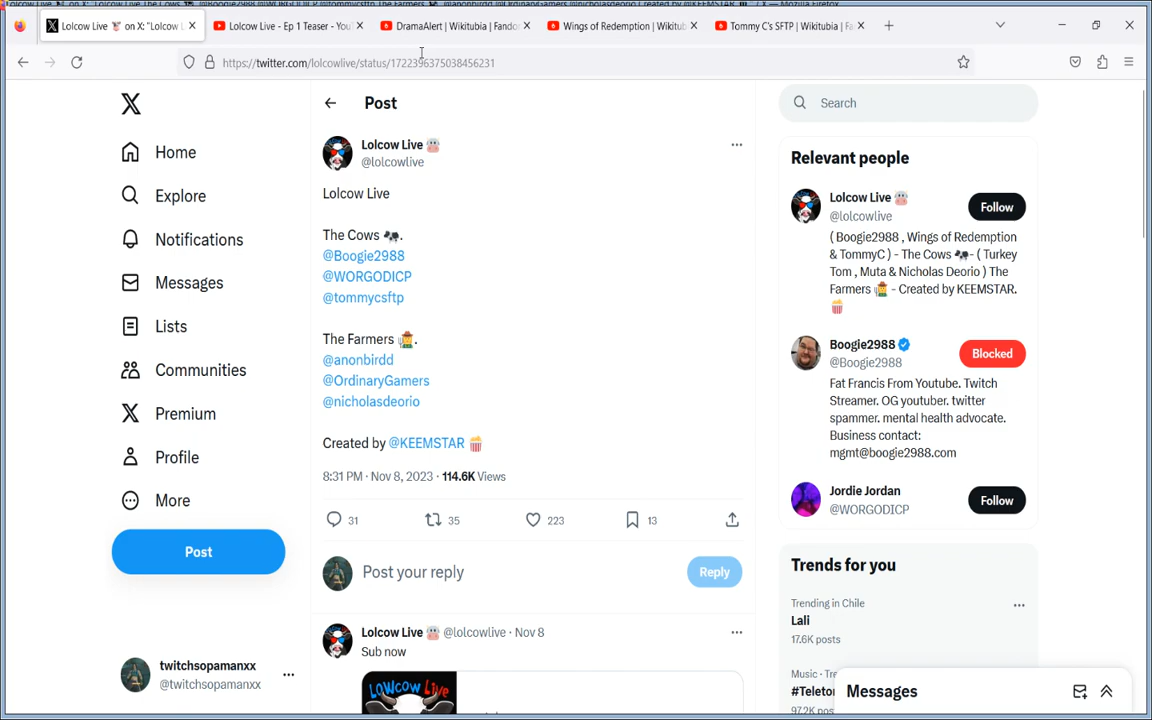 Lolcow Live on X: "Lolcow L
Lolcow Live - Ep 1 Teaser - You
DramaAlert | Wikitubia | Fando
Wings of Redemption | Wikitub
Tommy C's SFTP | Wikitubia | Fa
https://twitter.com/lolcowlive/status/1722396375038456231
Post
Search
Home
Explore
Notifications
Messages
Lists
Communities
Premium
Profile
More
Post
twitchsopamanxx
@twitchsopamanxx
Lolcow Live
@lolcowlive
Lolcow Live
The Cows 🐄.
@Boogie2988
@WORGODICP
@tommycsftp
The Farmers 🧑‍🌾.
@anonbirdd
@OrdinaryGamers
@nicholasdeorio
Created by @KEEMSTAR 🍿
8:31 PM · Nov 8, 2023 · 114.6K Views
31 35 223 13
Post your reply
Reply
Lolcow Live 🐮 @lolcowlive · Nov 8
Sub now
LOWCOW LIVE
Relevant people
Lolcow Live 🐮
@lolcowlive
Follow
( Boogie2988 , Wings of Redemption
& TommyC ) - The Cows 🐄 - ( Turkey
Tom , Muta & Nicholas Deorio ) The
Farmers 🧑‍🌾 - Created by KEEMSTAR.
🍿
Boogie2988
@Boogie2988
Blocked
Fat Francis From Youtube. Twitch
Streamer. OG youtuber. twitter
spammer. mental health advocate.
Business contact:
mgmt@boogie2988.com
Jordie Jordan
@WORGODICP
Follow
Trends for you
Trending in Chile
Lali
17.6K posts
Music · Tre
#Teleton
97.2K
Messages